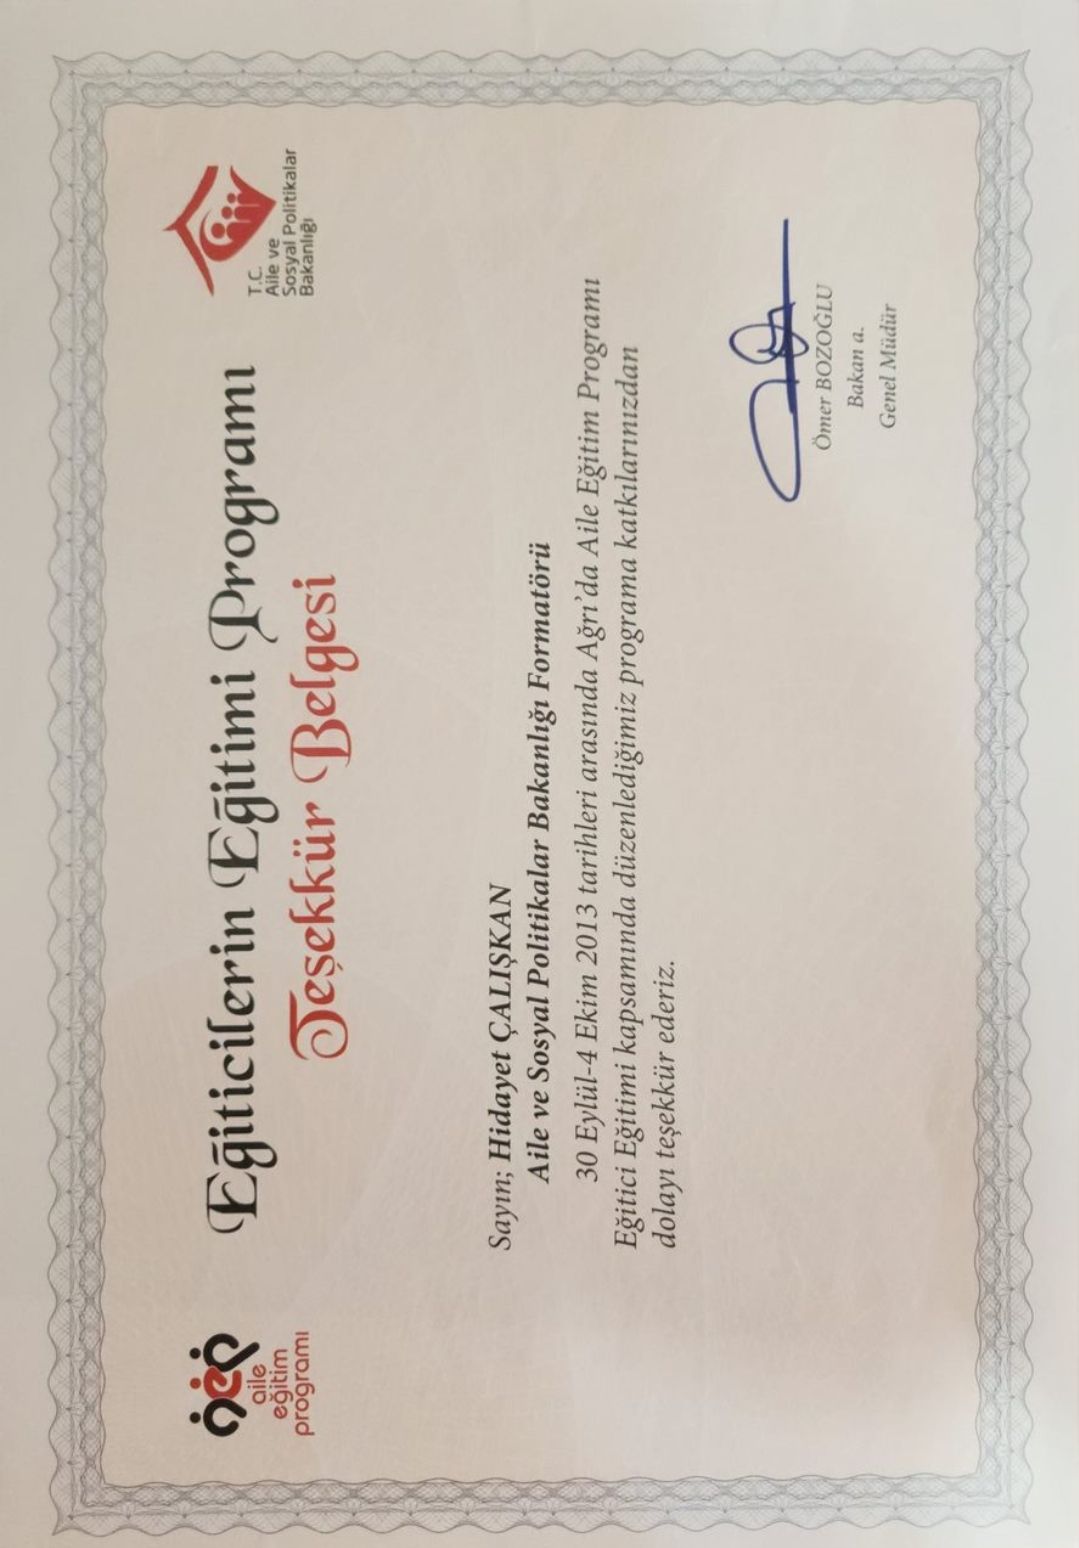 aep
aile
eğitim
programı
Eğiticilerin Eğitimi Programı
Teşekkür Belgesi
T.C.
Aile ve
Sosyal Politikalar
Bakanlığı
Sayın; Hidayet ÇALIŞKAN
Aile ve Sosyal Politikalar Bakanlığı Formatörü
30 Eylül-4 Ekim 2013 tarihleri arasında Ağrı'da Aile Eğitim Programı
Eğitici Eğitimi kapsamında düzenlediğimiz programa katkılarınızdan
dolayı teşekkür ederiz.
Ömer BOZOĞLU
Bakan a.
Genel Müdür